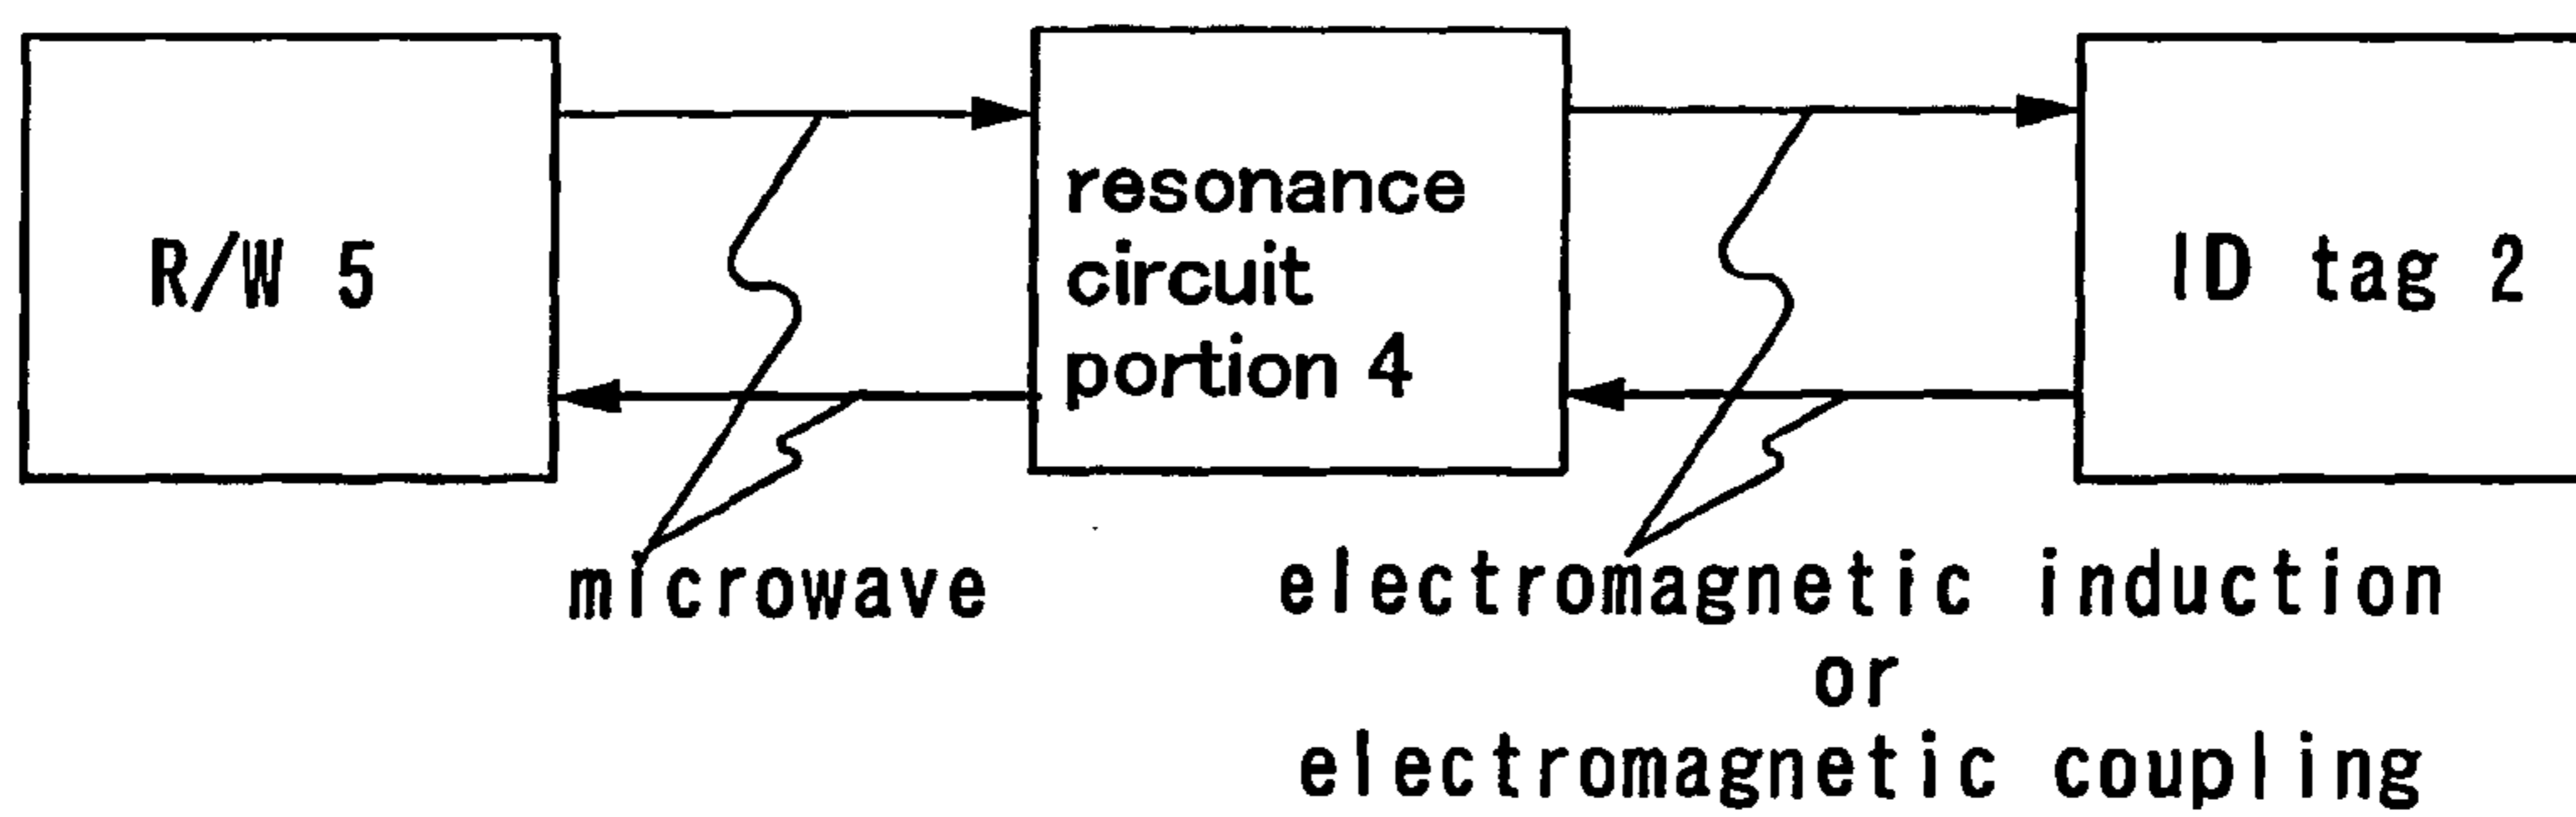 R/W 5
resonance
circuit
portion 4
ID tag 2
microwave
electromagnetic induction
or
electromagnetic coupling